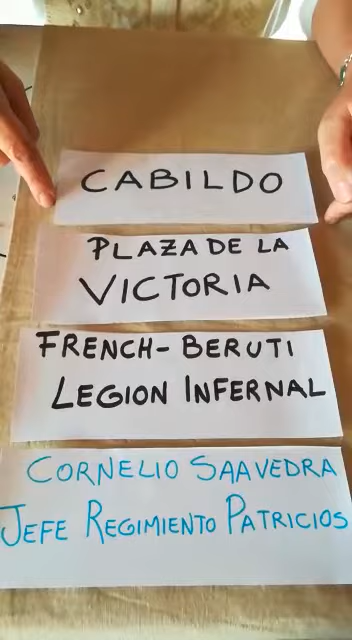 CABILDO
PLAZA DE LA
VICTORIA
FRENCH-BERUTI
LEGION INFERNAL
CORNELIO SAAVEDRA
JEFE REGIMIENTO PATRICIOS